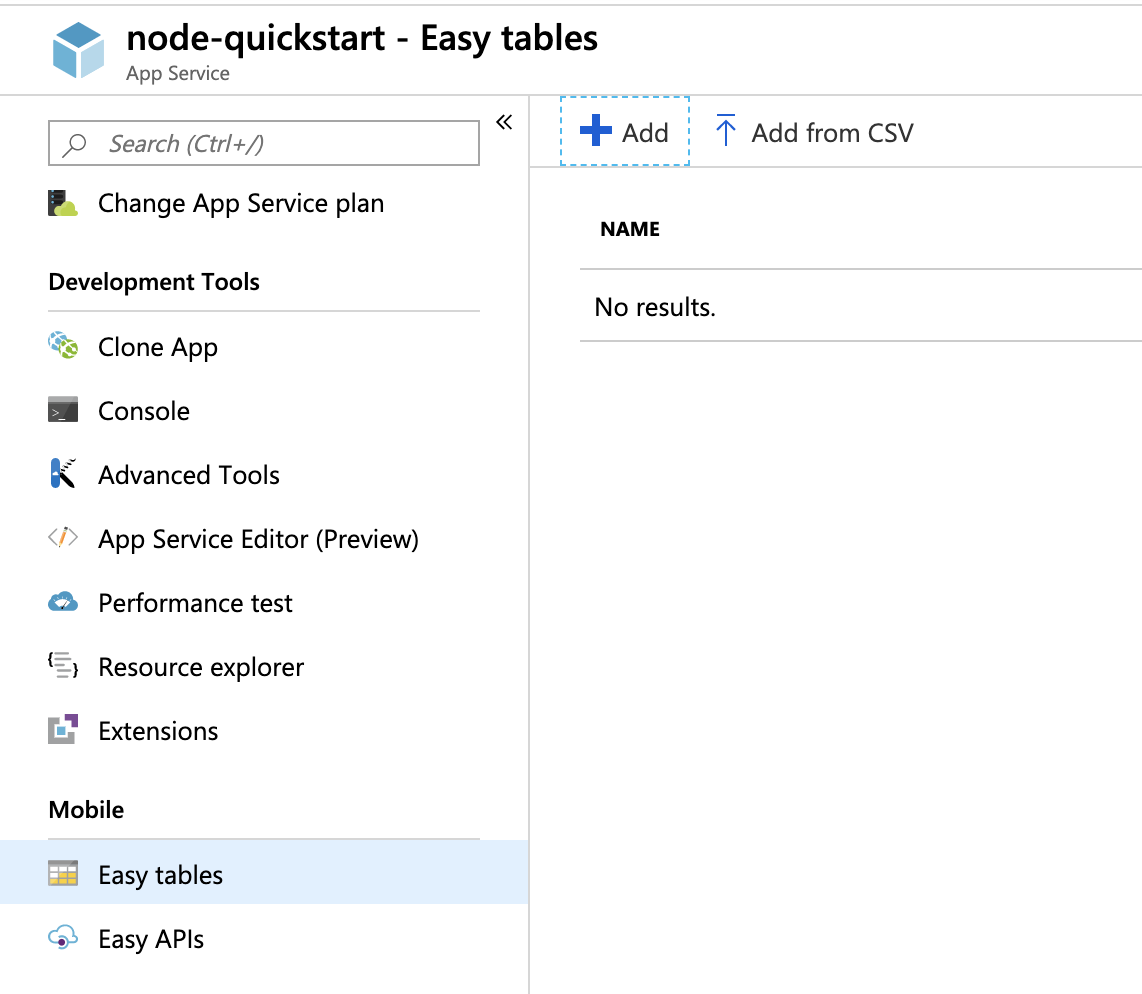 node-quickstart - Easy tables
App Service
Search (Ctrl+/)
Change App Service plan
Development Tools
Clone App
Console
Advanced Tools
App Service Editor (Preview)
Performance test
Resource explorer
Extensions
Mobile
Easy tables
Easy APIs
Add
Add from CSV
NAME
No results.